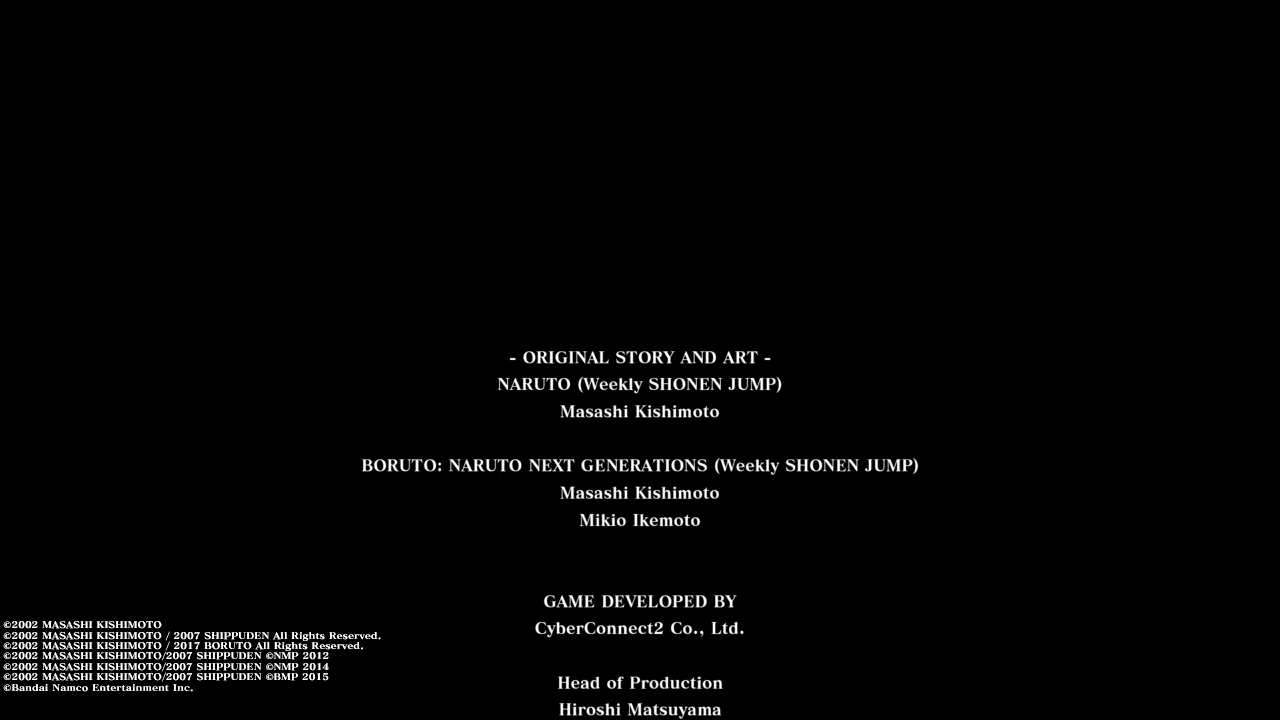 - ORIGINAL STORY AND ART -
NARUTO (Weekly SHONEN JUMP)
Masashi Kishimoto
BORUTO: NARUTO NEXT GENERATIONS (Weekly SHONEN JUMP)
Masashi Kishimoto
Mikio Ikemoto
GAME DEVELOPED BY
CyberConnect2 Co., Ltd.
Head of Production
Hiroshi Matsuyama
©2002 MASASHI KISHIMOTO
©2002 MASASHI KISHIMOTO / 2007 SHIPPUDEN All Rights Reserved.
©2002 MASASHI KISHIMOTO / 2017 BORUTO All Rights Reserved.
©2002 MASASHI KISHIMOTO/2007 SHIPPUDEN ©NMP 2012
©2002 MASASHI KISHIMOTO/2007 SHIPPUDEN ©NMP 2014
©2002 MASASHI KISHIMOTO/2007 SHIPPUDEN ©BMP 2015
©Bandai Namco Entertainment Inc.